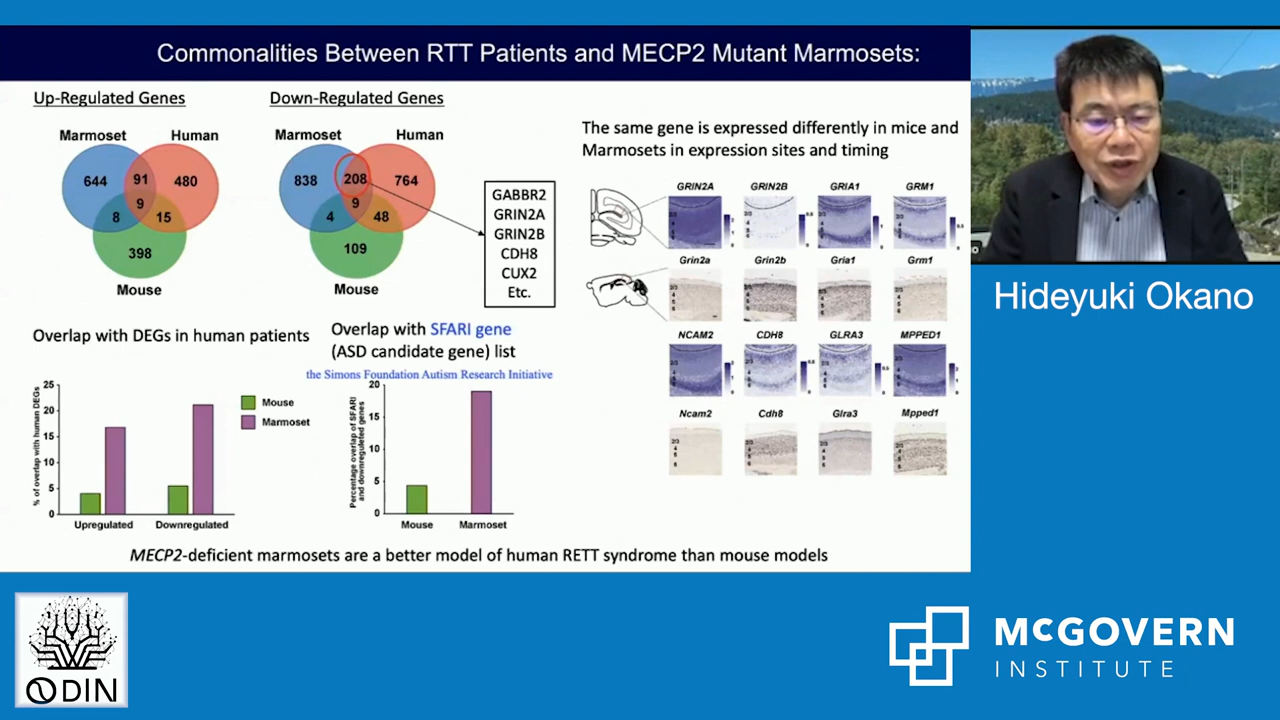 Commonalities Between RTT Patients and MECP2 Mutant Marmosets:
Up-Regulated Genes
Marmoset
Human
644
91
480
9
8
15
398
Mouse
Down-Regulated Genes
Marmoset
Human
838
208
764
9
4
48
109
Mouse
GABBR2
GRIN2A
GRIN2B
CDH8
CUX2
Etc.
The same gene is expressed differently in mice and
Marmosets in expression sites and timing
GRIN2A GRIN2B GRIA1 GRM1
Grin2a Grin2b Gria1 Grm1
NCAM2 CDH8 GLRA3 MPPED1
Ncam2 Cdh8 Glra3 Mpped1
Overlap with DEGs in human patients
% of overlap with human DEGs
25
20
15
10
5
0
Upregulated Downregulated
Mouse
Marmoset
Overlap with SFARI gene
(ASD candidate gene) list
the Simons Foundation Autism Research Initiative
Percentage overlap of SFARI
and downregulated genes
20
15
10
5
0
Mouse Marmoset
MECP2-deficient marmosets are a better model of human RETT syndrome than mouse models
Hideyuki Okano
ODIN
McGOVERN
INSTITUTE